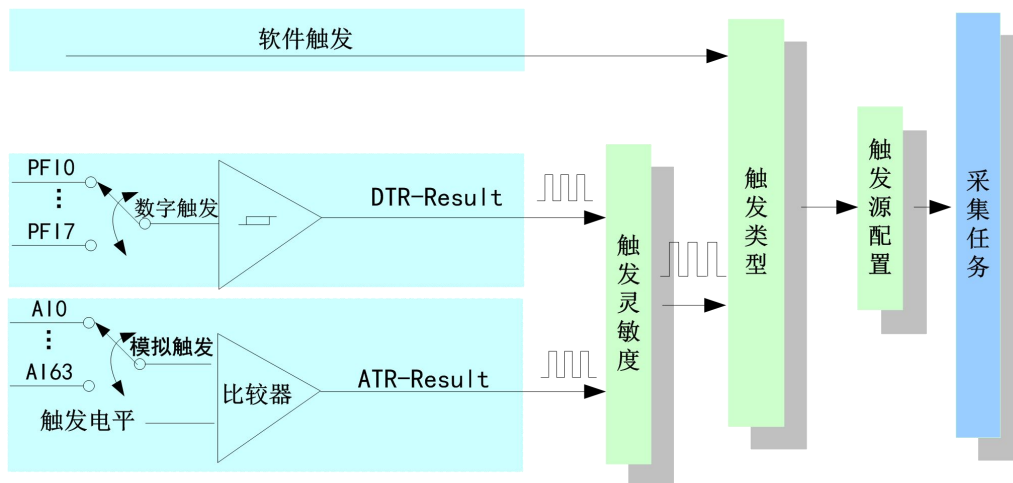 软件触发
PFI0
⋮
PFI7
数字触发
DTR-Result
AI0
⋮
AI63
模拟触发
触发电平
比较器
ATR-Result
触发灵敏度
触发类型
触发源配置
采集任务